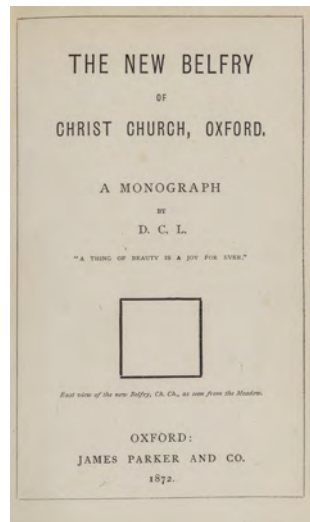 THE NEW BELFRY
OF
CHRIST CHURCH, OXFORD.
A MONOGRAPH
BY
D. C. L.
"A THING OF BEAUTY IS A JOY FOR EVER."
East view of the new Belfry, Ch. Ch., as seen from the Meadow.
OXFORD:
JAMES PARKER AND CO.
1872.